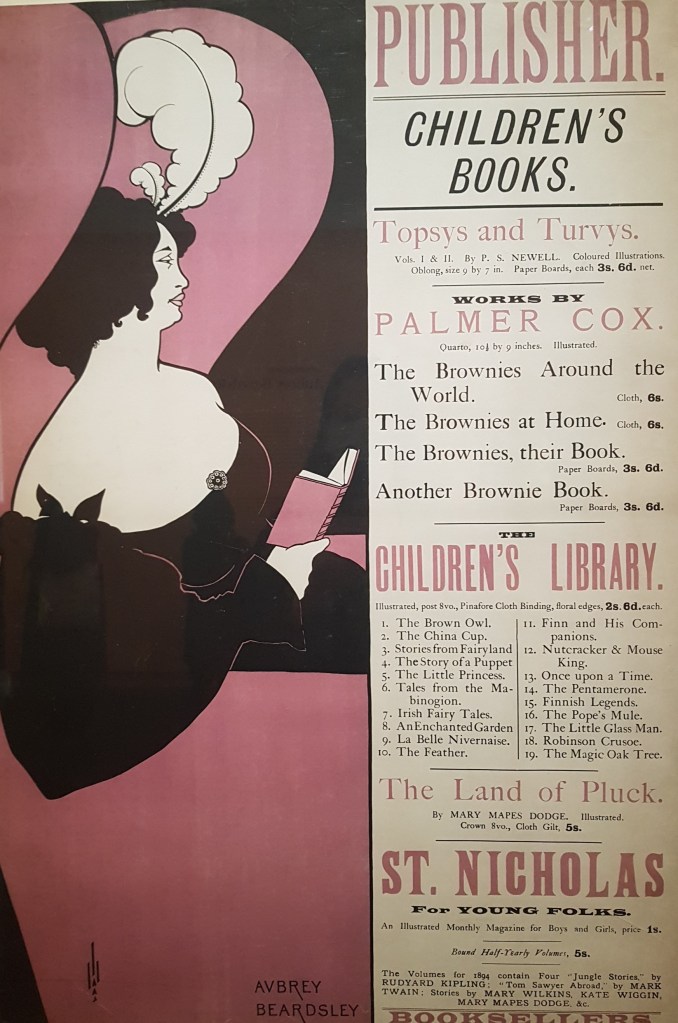 PUBLISHER.
CHILDREN'S
BOOKS.
Topsys and Turvys.
Vols. I & II. By P. S. NEWELL. Coloured Illustrations.
Oblong, size 9 by 7 in. Paper Boards, each 3s. 6d. net.
WORKS BY
PALMER COX.
Quarto, 10½ by 9 inches. Illustrated.
The Brownies Around the
World. Cloth, 6s.
The Brownies at Home. Cloth, 6s.
The Brownies, their Book.
Paper Boards, 3s. 6d.
Another Brownie Book.
Paper Boards, 3s. 6d.
THE
CHILDREN'S LIBRARY.
Illustrated, post 8vo., Pinafore Cloth Binding, floral edges, 2s. 6d. each.
1. The Brown Owl.
2. The China Cup.
3. Stories from Fairyland
4. The Story of a Puppet
5. The Little Princess.
6. Tales from the Ma-
binogion.
7. Irish Fairy Tales.
8. An Enchanted Garden
9. La Belle Nivernaise.
10. The Feather.
11. Finn and His Com-
panions.
12. Nutcracker & Mouse
King.
13. Once upon a Time.
14. The Pentamerone.
15. Finnish Legends.
16. The Pope's Mule.
17. The Little Glass Man.
18. Robinson Crusoe.
19. The Magic Oak Tree.
The Land of Pluck.
By MARY MAPES DODGE. Illustrated.
Crown 8vo., Cloth Gilt, 5s.
ST. NICHOLAS
For YOUNG FOLKS.
An Illustrated Monthly Magazine for Boys and Girls, price 1s.
Bound Half-Yearly Volumes, 5s.
The Volumes for 1894 contain Four "Jungle Stories," by
RUDYARD KIPLING; "Tom Sawyer Abroad," by MARK
TWAIN; Stories by MARY WILKINS, KATE WIGGIN,
MARY MAPES DODGE, &c.
BOOKSELLERS
AVBREY
BEARDSLEY